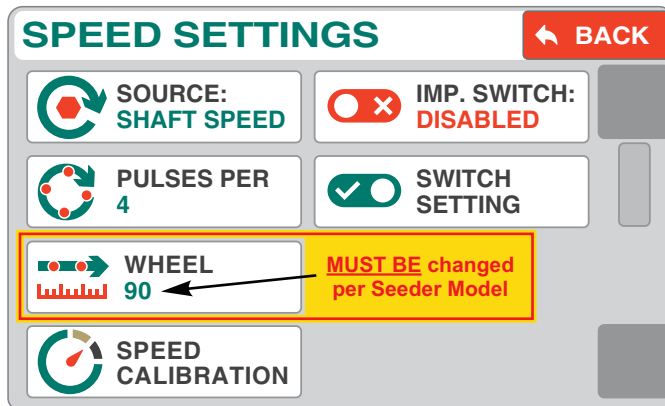 SPEED SETTINGS
BACK
SOURCE:
SHAFT SPEED
IMP. SWITCH:
DISABLED
PULSES PER
4
SWITCH
SETTING
WHEEL
90
MUST BE changed
per Seeder Model
SPEED
CALIBRATION